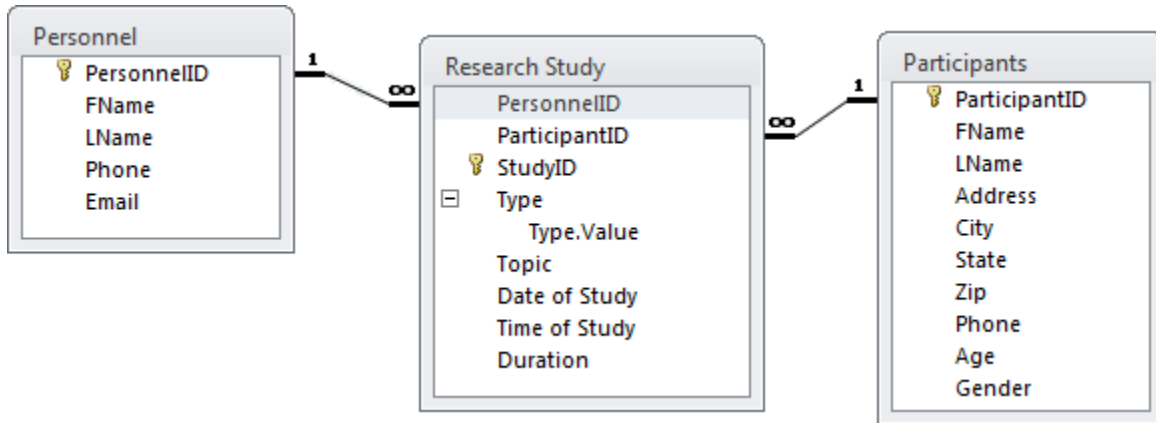 Personnel
PersonnelID
FName
LName
Phone
Email
1
∞
Research Study
PersonnelID
ParticipantID
StudyID
Type
Type.Value
Topic
Date of Study
Time of Study
Duration
∞
1
Participants
ParticipantID
FName
LName
Address
City
State
Zip
Phone
Age
Gender